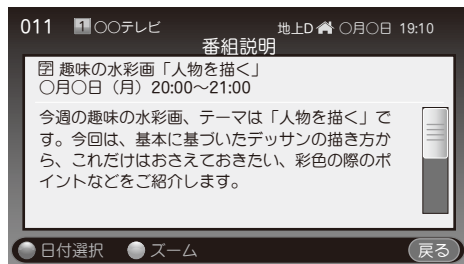 011 1 ○○テレビ 地上D ○月○日 19:10
番組説明
字 趣味の水彩画「人物を描く」
○月○日（月）20:00～21:00
今週の趣味の水彩画、テーマは「人物を描く」で
す。今回は、基本に基づいたデッサンの描き方か
ら、これだけはおさえておきたい、彩色の際のポ
イントなどをご紹介します。
日付選択 ズーム 戻る